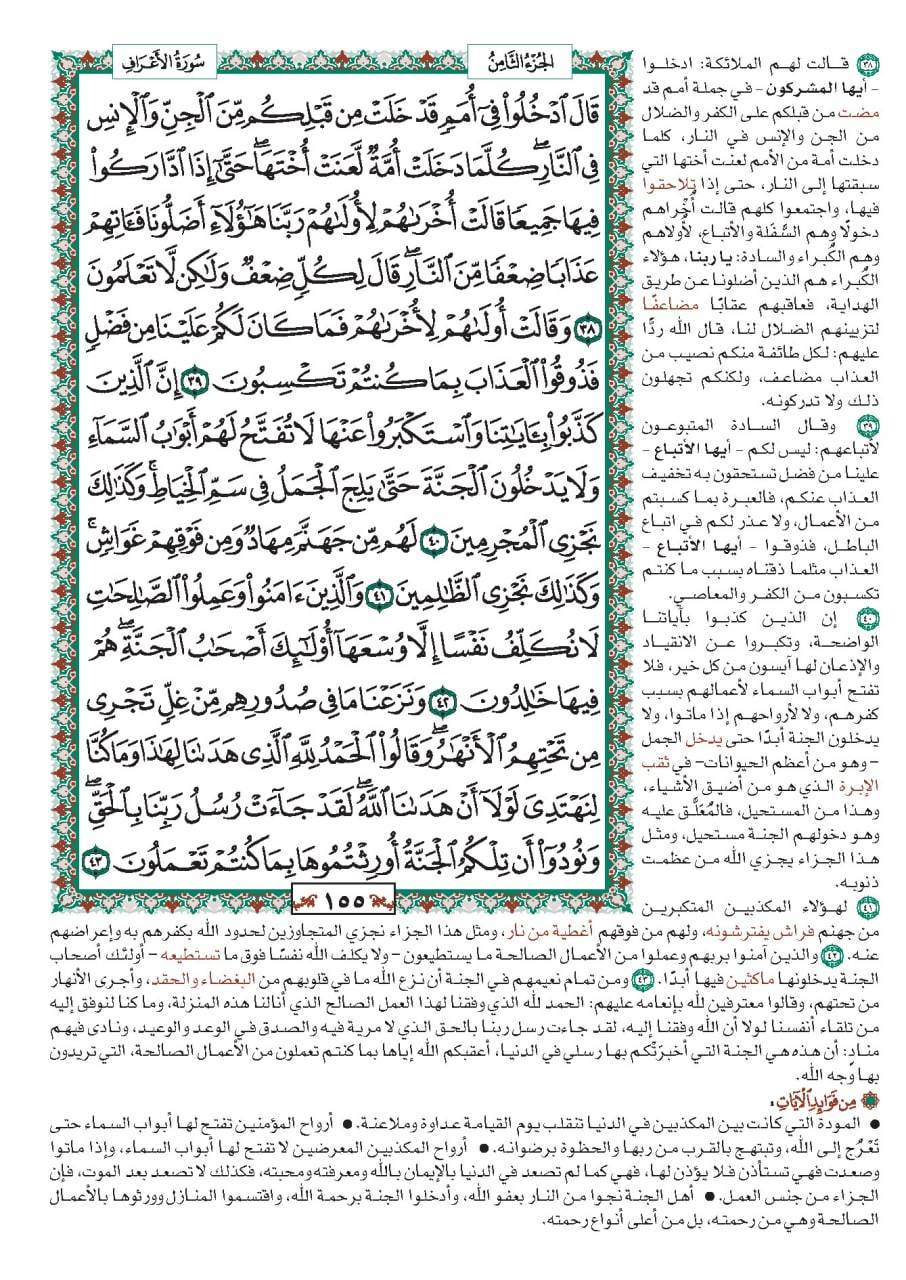 الجُزْءُ الثَّامِنُ
سُورَةُ الأَعْرَافِ
قَالَ ٱدْخُلُواْ فِيٓ أُمَمٖ قَدۡ خَلَتۡ مِن قَبۡلِكُم مِّنَ ٱلۡجِنِّ وَٱلۡإِنسِ
فِي ٱلنَّارِۖ كُلَّمَا دَخَلَتۡ أُمَّةٞ لَّعَنَتۡ أُخۡتَهَاۖ حَتَّىٰٓ إِذَا ٱدَّارَكُواْ
فِيهَا جَمِيعٗا قَالَتۡ أُخۡرَىٰهُمۡ لِأُولَىٰهُمۡ رَبَّنَا هَٰٓؤُلَآءِ أَضَلُّونَا فَـَٔاتِهِمۡ
عَذَابٗا ضِعۡفٗا مِّنَ ٱلنَّارِۖ قَالَ لِكُلّٖ ضِعۡفٞ وَلَٰكِن لَّا تَعۡلَمُونَ
٣٨ وَقَالَتۡ أُولَىٰهُمۡ لِأُخۡرَىٰهُمۡ فَمَا كَانَ لَكُمۡ عَلَيۡنَا مِن فَضۡلٖ
فَذُوقُواْ ٱلۡعَذَابَ بِمَا كُنتُمۡ تَكۡسِبُونَ ٣٩ إِنَّ ٱلَّذِينَ
كَذَّبُواْ بِـَٔايَٰتِنَا وَٱسۡتَكۡبَرُواْ عَنۡهَا لَا تُفَتَّحُ لَهُمۡ أَبۡوَٰبُ ٱلسَّمَآءِ
وَلَا يَدۡخُلُونَ ٱلۡجَنَّةَ حَتَّىٰ يَلِجَ ٱلۡجَمَلُ فِي سَمِّ ٱلۡخِيَاطِۚ وَكَذَٰلِكَ
نَجۡزِي ٱلۡمُجۡرِمِينَ ٤٠ لَهُم مِّن جَهَنَّمَ مِهَادٞ وَمِن فَوۡقِهِمۡ غَوَاشٖۚ
وَكَذَٰلِكَ نَجۡزِي ٱلظَّٰلِمِينَ ٤١ وَٱلَّذِينَ ءَامَنُواْ وَعَمِلُواْ ٱلصَّٰلِحَٰتِ
لَا نُكَلِّفُ نَفۡسًا إِلَّا وُسۡعَهَآ أُوْلَٰٓئِكَ أَصۡحَٰبُ ٱلۡجَنَّةِۖ هُمۡ
فِيهَا خَٰلِدُونَ ٤٢ وَنَزَعۡنَا مَا فِي صُدُورِهِم مِّنۡ غِلّٖ تَجۡرِي
مِن تَحۡتِهِمُ ٱلۡأَنۡهَٰرُۖ وَقَالُواْ ٱلۡحَمۡدُ لِلَّهِ ٱلَّذِي هَدَىٰنَا لِهَٰذَا وَمَا كُنَّا
لِنَهۡتَدِيَ لَوۡلَآ أَنۡ هَدَىٰنَا ٱللَّهُۖ لَقَدۡ جَآءَتۡ رُسُلُ رَبِّنَا بِٱلۡحَقِّۖ
وَنُودُوٓاْ أَن تِلۡكُمُ ٱلۡجَنَّةُ أُورِثۡتُمُوهَا بِمَا كُنتُمۡ تَعۡمَلُونَ ٤٣
١٥٥
٣٨ قالت لهم الملائكة: ادخلوا
- أيها المشركون - في جملة أمم قد
مضت من قبلكم على الكفر والضلال
من الجن والإنس في النار، كلما
دخلت أمة من الأمم لعنت أختها التي
سبقتها إلى النار، حتى إذا تلاحقوا
فيها، واجتمعوا كلهم قالت أُخراهم
دخولًا وهم السَّفَلة والأتباع، لأولاهم
وهم الكُبراء والسادة: يا ربنا، هؤلاء
الكُبراء هم الذين أضلونا عن طريق
الهداية، فعاقبهم عقابًا مضاعفًا
لتزيينهم الضلال لنا، قال الله ردًّا
عليهم: لكل طائفة منكم نصيب من
العذاب مضاعف، ولكنكم تجهلون
ذلك ولا تدركونه.
٣٩ وقال السادة المتبوعون
لأتباعهم: ليس لكم - أيها الأتباع -
علينا من فضل تستحقون به تخفيف
العذاب عنكم، فالعبرة بما كسبتم
من الأعمال، ولا عذر لكم في اتباع
الباطل، فذوقوا - أيها الأتباع -
العذاب مثلما ذقناه بسبب ما كنتم
تكسبون من الكفر والمعاصي.
٤٠ إن الذين كذبوا بآياتنا
الواضحة، وتكبروا عن الانقياد
والإذعان لها آيسون من كل خير، فلا
تفتح أبواب السماء لأعمالهم بسبب
كفرهم، ولا لأرواحهم إذا ماتوا، ولا
يدخلون الجنة أبدًا حتى يدخل الجمل
- وهو من أعظم الحيوانات - في ثقب
الإبرة الذي هو من أضيق الأشياء،
وهذا من المستحيل، فالمُعَلَّق عليه
وهو دخولهم الجنة مستحيل، ومثل
هذا الجزاء يجزي الله من عظمت
ذنوبه.
٤١ لهؤلاء المكذبين المتكبرين
من جهنم فراش يفترشونه، ولهم من فوقهم أغطية من نار، ومثل هذا الجزاء نجزي المتجاوزين لحدود الله بكفرهم به وإعراضهم
عنه. ٤٢ والذين آمنوا بربهم وعملوا من الأعمال الصالحة ما يستطيعون - ولا يكلف الله نفسًا فوق ما تستطيعه - أولئك أصحاب
الجنة يدخلونها ماكثين فيها أبدًا. ٤٣ ومن تمام نعيمهم في الجنة أن نزع الله ما في قلوبهم من البغضاء والحقد، وأجرى الأنهار
من تحتهم، وقالوا معترفين لله بإنعامه عليهم: الحمد لله الذي وفقنا لهذا العمل الصالح الذي أنالنا هذه المنزلة، وما كنا لنوفق إليه
من تلقاء أنفسنا لولا أن الله وفقنا إليه، لقد جاءت رسل ربنا بالحق الذي لا مرية فيه والصدق في الوعد والوعيد، ونادى فيهم
منادٍ: أن هذه هي الجنة التي أخبرَتْكم بها رسلي في الدنيا، أعقبكم الله إياها بما كنتم تعملون من الأعمال الصالحة، التي تريدون
بها وجه الله.
مِن فَوَائِدِ الْآيَاتِ:
• المودة التي كانت بين المكذبين في الدنيا تنقلب يوم القيامة عداوة وملاعنة. • أرواح المؤمنين تفتح لها أبواب السماء حتى
تَعْرُج إلى الله، وتبتهج بالقرب من ربها والحظوة برضوانه. • أرواح المكذبين المعرضين لا تفتح لها أبواب السماء، وإذا ماتوا
وصعدت فهي تستأذن فلا يؤذن لها، فهي كما لم تصعد في الدنيا بالإيمان بالله ومعرفته ومحبته، فكذلك لا تصعد بعد الموت، فإن
الجزاء من جنس العمل. • أهل الجنة نجوا من النار بعفو الله، وأدخلوا الجنة برحمة الله، واقتسموا المنازل وورثوها بالأعمال
الصالحة وهي من رحمته، بل من أعلى أنواع رحمته.